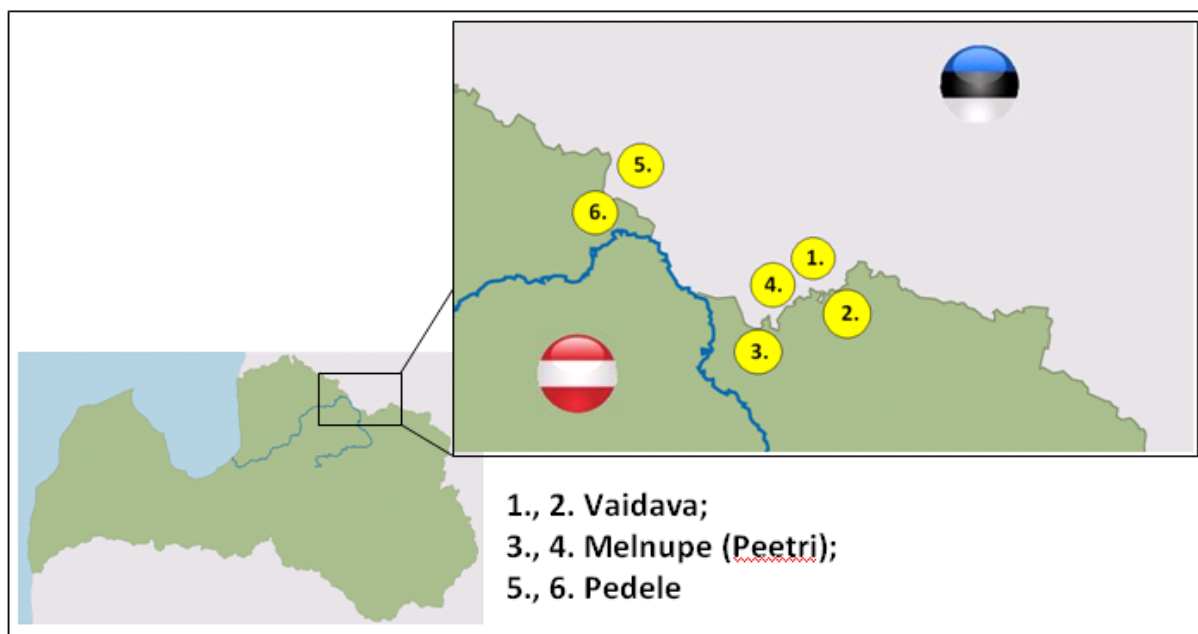 5.
6.
1.
4.
2.
3.
1., 2. Vaidava;
3., 4. Melnupe (Peetri);
5., 6. Pedele